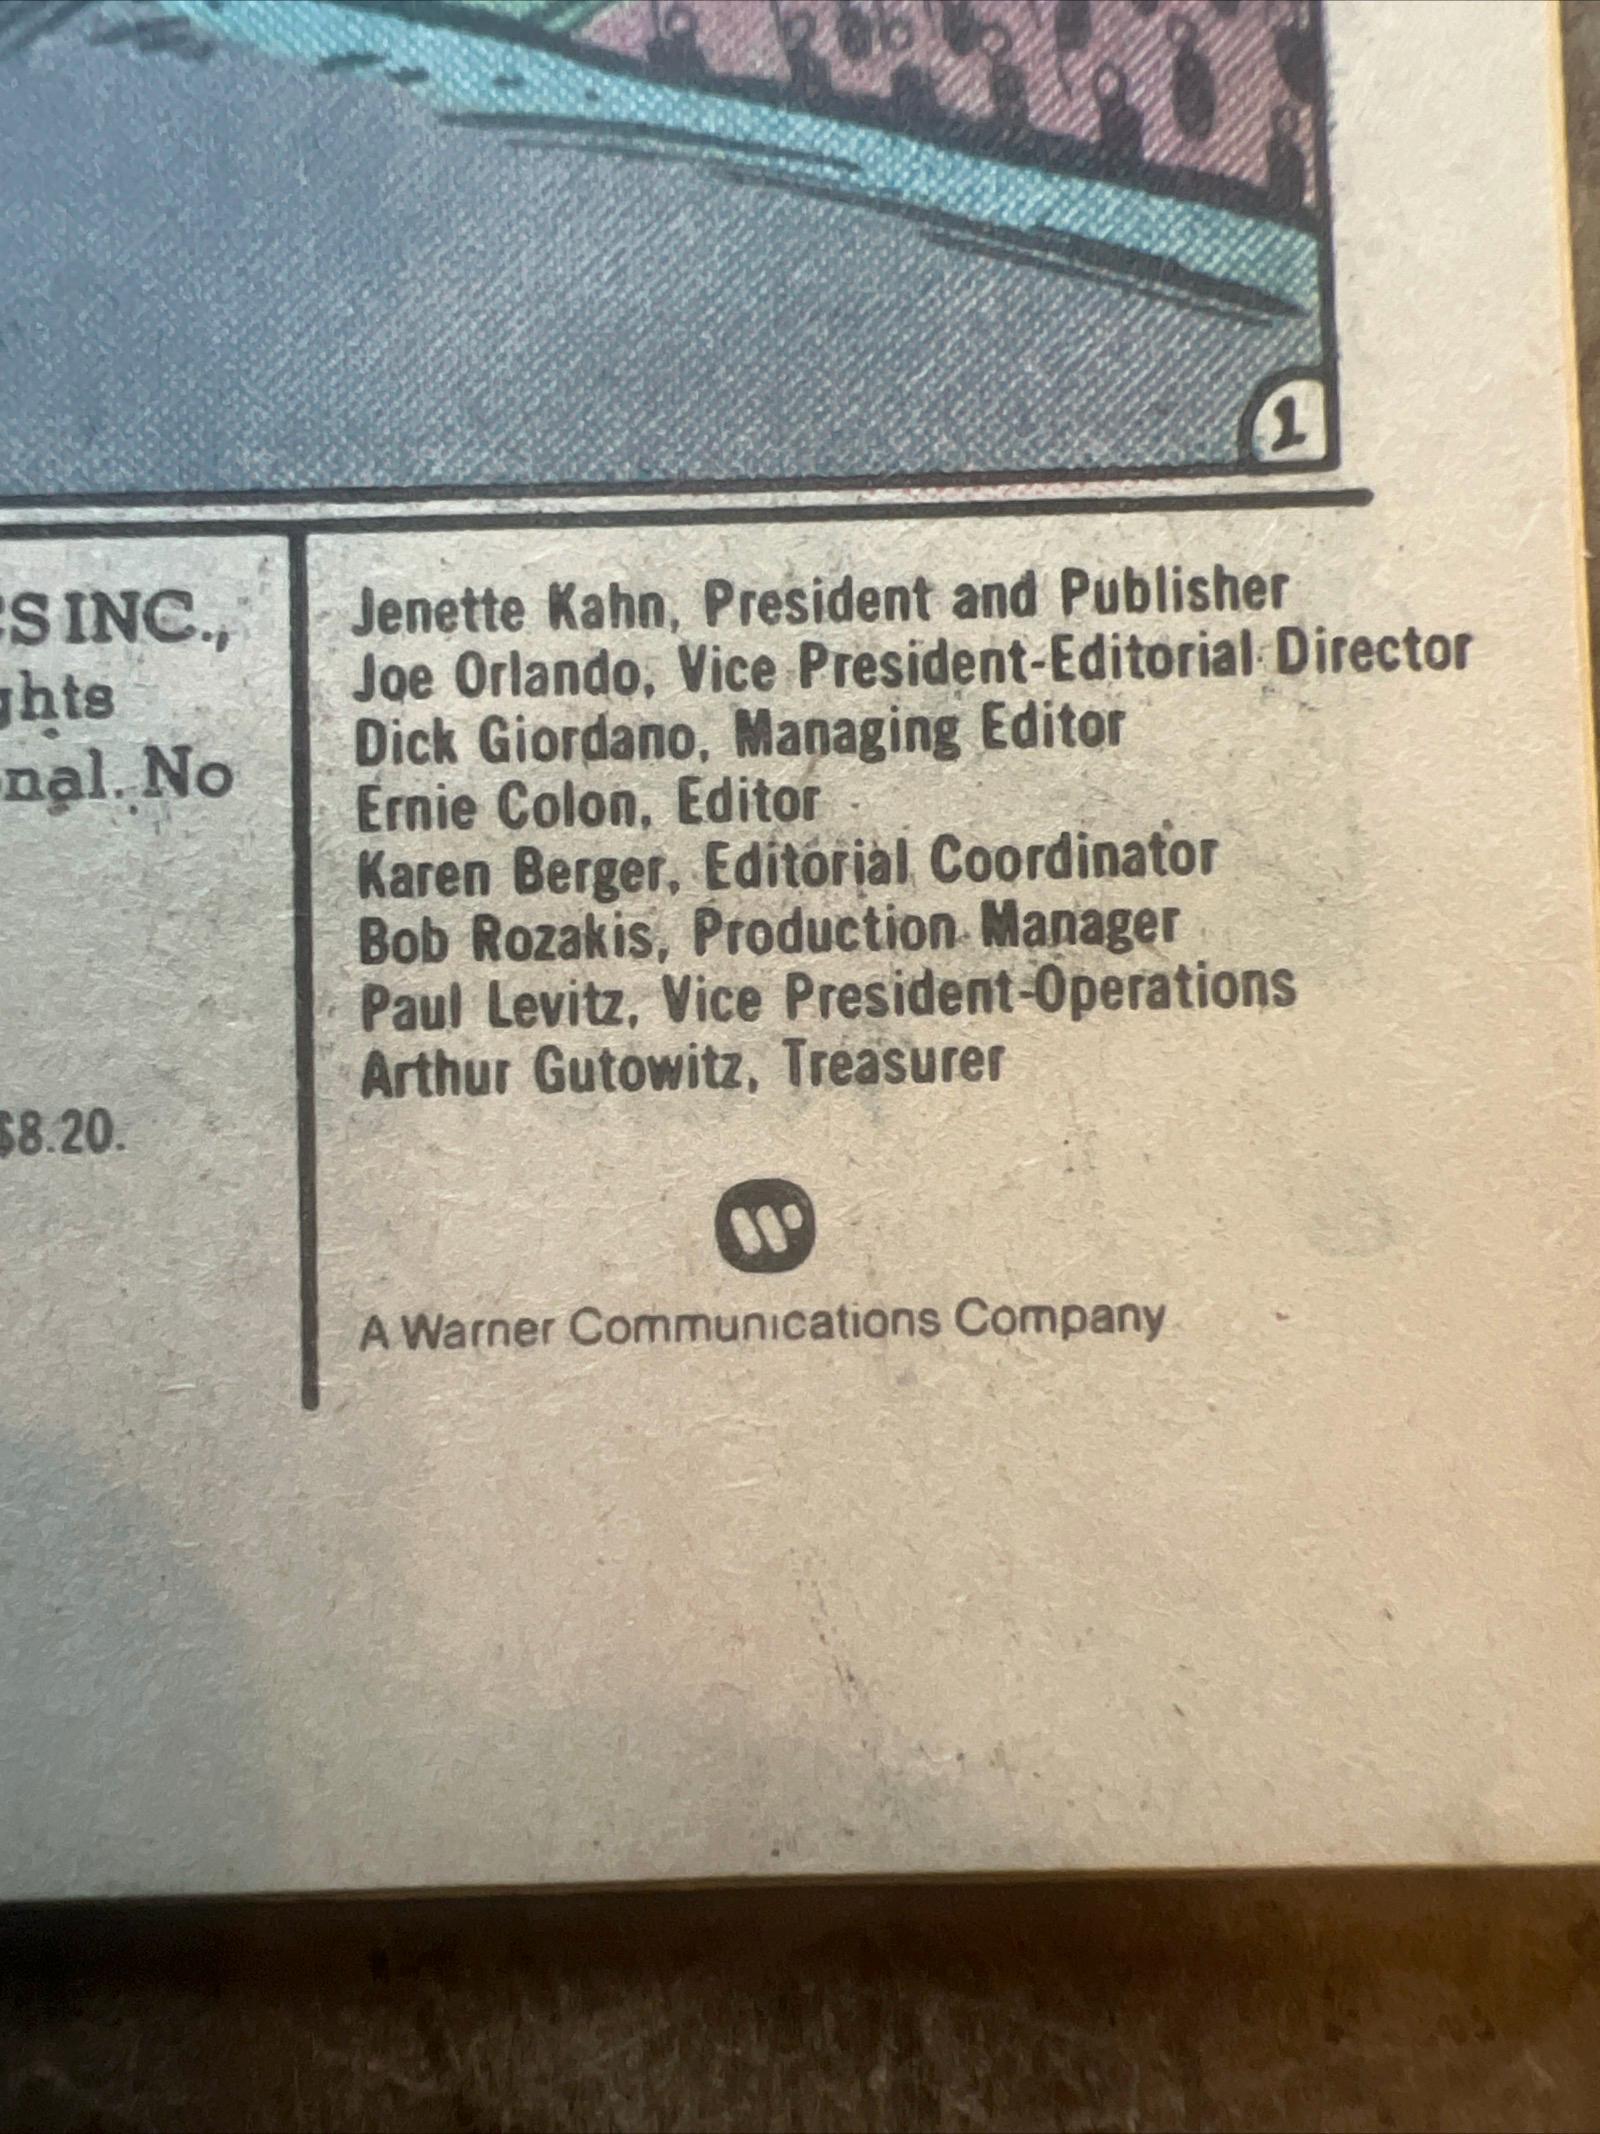 1
INC.,
No
$8.20.
Jenette Kahn, President and Publisher
Joe Orlando, Vice President-Editorial Director
Dick Giordano, Managing Editor
Ernie Colon, Editor
Karen Berger, Editorial Coordinator
Bob Rozakis, Production Manager
Paul Levitz, Vice President-Operations
Arthur Gutowitz, Treasurer
A Warner Communications Company